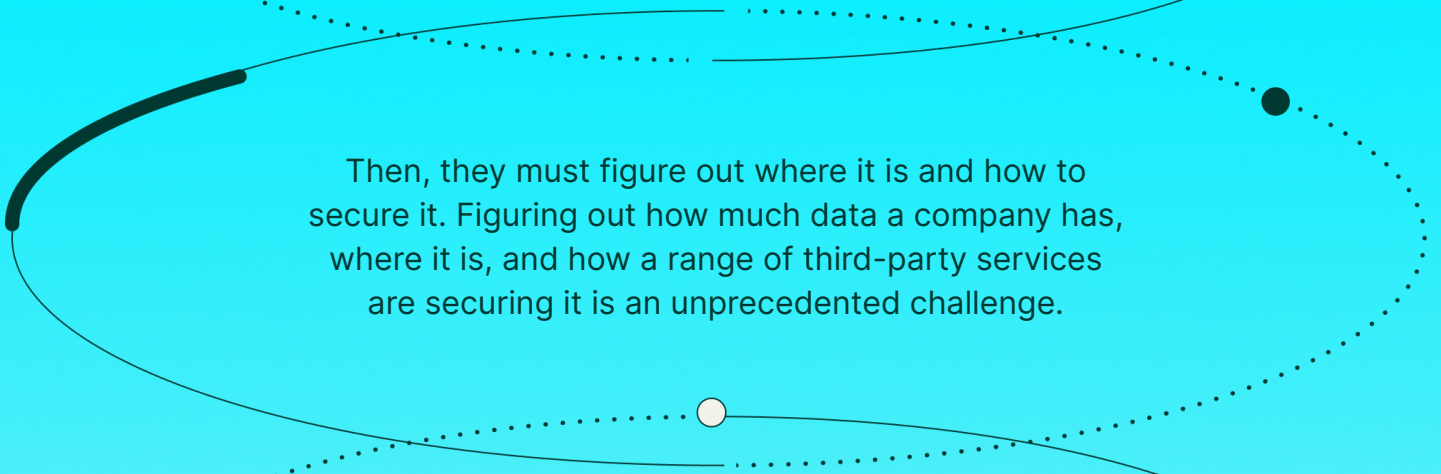 Then, they must figure out where it is and how to
secure it. Figuring out how much data a company has,
where it is, and how a range of third-party services
are securing it is an unprecedented challenge.